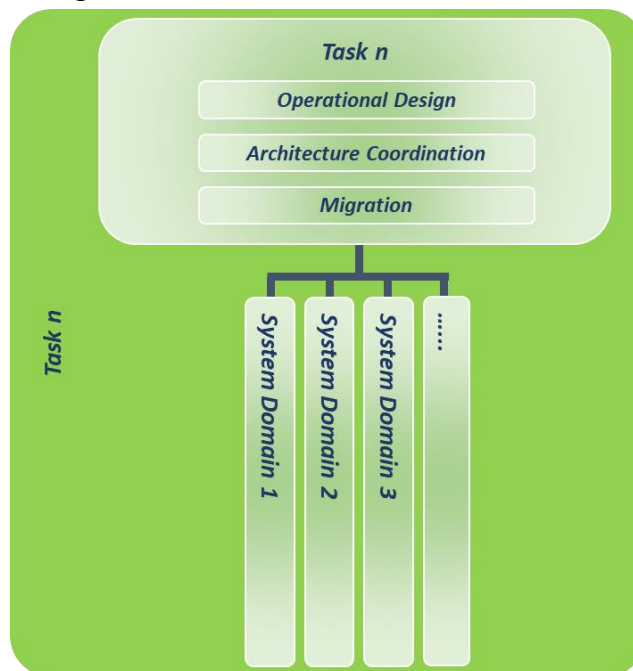 Task n
Operational Design
Architecture Coordination
Migration
Task n
System Domain 1
System Domain 2
System Domain 3
......